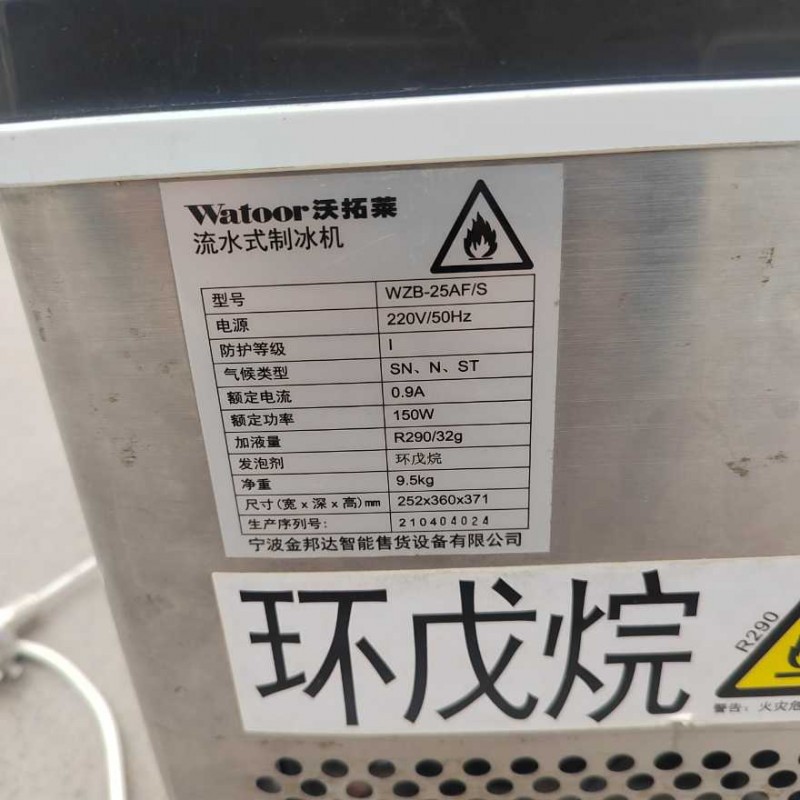 Watoor沃拓莱
流水式制冰机
型号 WZB-25AF/S
电源 220V/50Hz
防护等级 I
气候类型 SN、N、ST
额定电流 0.9A
额定功率 150W
加液量 R290/32g
发泡剂 环戊烷
净重 9.5kg
尺寸(宽x深x高)mm 252x360x371
生产序列号: 210404024
宁波金邦达智能售货设备有限公司
环戊烷
R290
警告: 火灾危